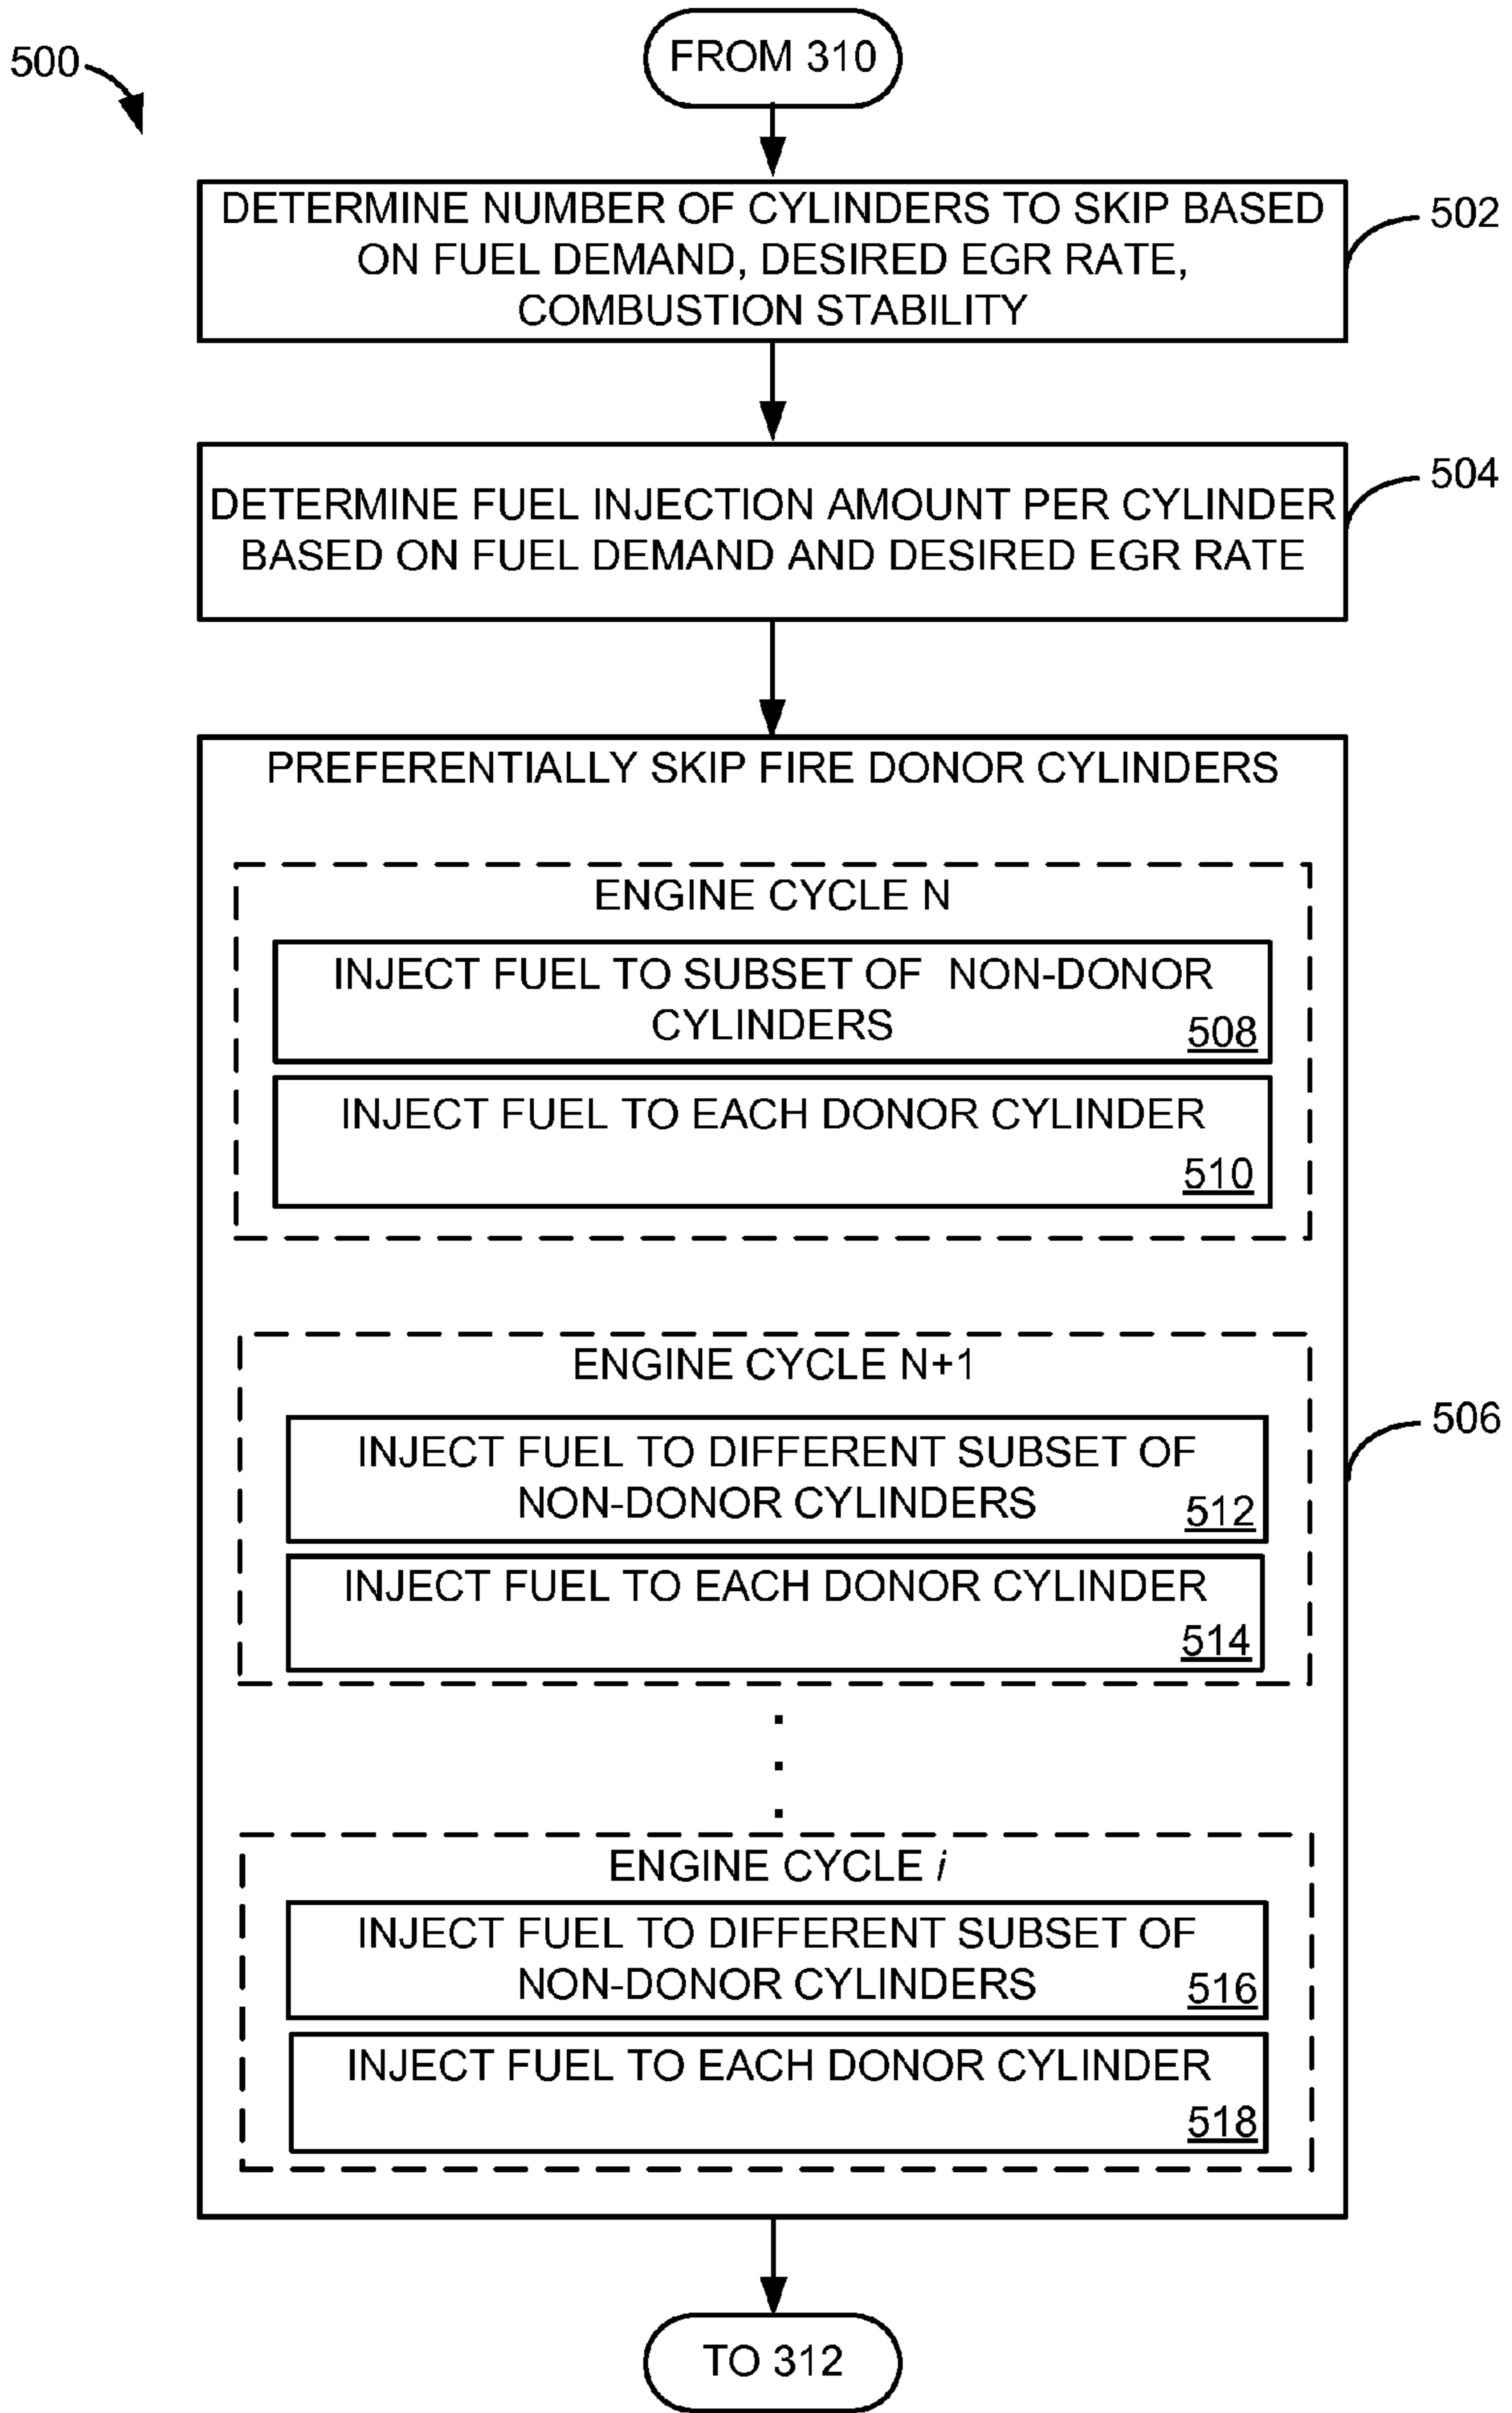 500
FROM 310
DETERMINE NUMBER OF CYLINDERS TO SKIP BASED
ON FUEL DEMAND, DESIRED EGR RATE,
COMBUSTION STABILITY
502
DETERMINE FUEL INJECTION AMOUNT PER CYLINDER
BASED ON FUEL DEMAND AND DESIRED EGR RATE
504
PREFERENTIALLY SKIP FIRE DONOR CYLINDERS
ENGINE CYCLE N
INJECT FUEL TO SUBSET OF NON-DONOR
CYLINDERS
508
INJECT FUEL TO EACH DONOR CYLINDER
510
ENGINE CYCLE N+1
506
INJECT FUEL TO DIFFERENT SUBSET OF
NON-DONOR CYLINDERS
512
INJECT FUEL TO EACH DONOR CYLINDER
514
ENGINE CYCLE i
INJECT FUEL TO DIFFERENT SUBSET OF
NON-DONOR CYLINDERS
516
INJECT FUEL TO EACH DONOR CYLINDER
518
TO 312